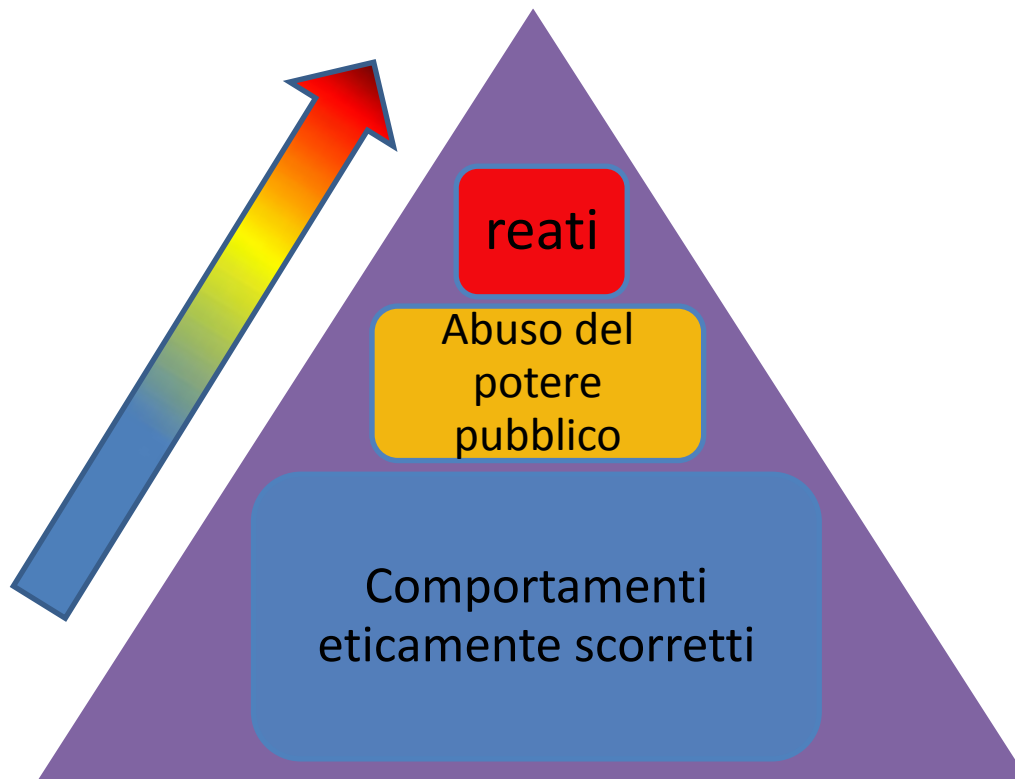 reati
Abuso del
potere
pubblico
Comportamenti
eticamente scorretti